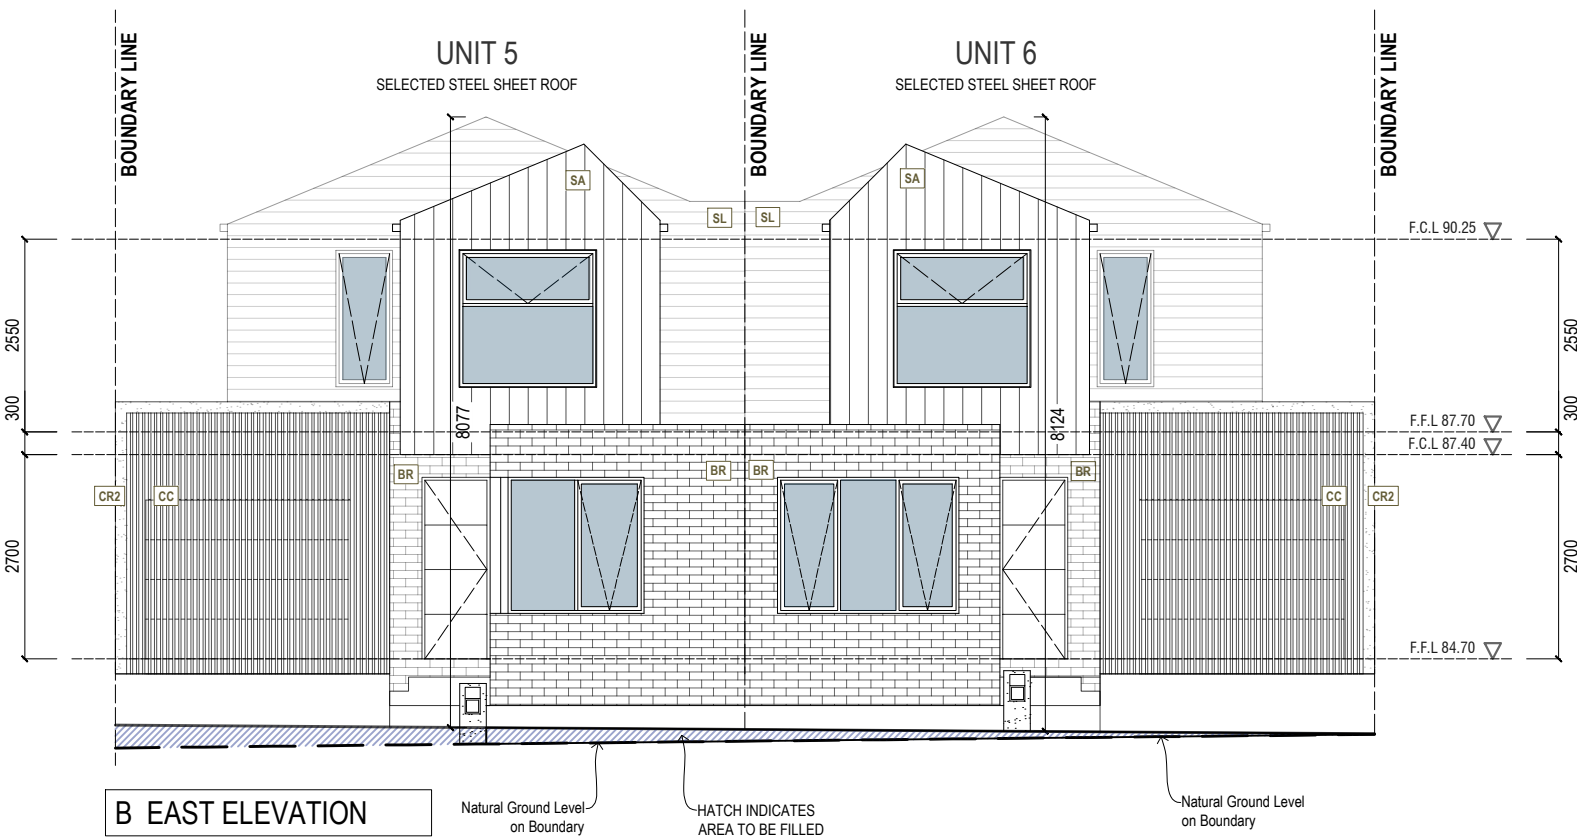 BOUNDARY LINE
UNIT 5
SELECTED STEEL SHEET ROOF
BOUNDARY LINE
UNIT 6
SELECTED STEEL SHEET ROOF
BOUNDARY LINE
SA
SA
SL
SL
F.C.L 90.25
2550
2550
300
300
8077
8124
F.F.L 87.70
F.C.L 87.40
BR
BR
BR
BR
CR2
CC
CC
CR2
2700
2700
F.F.L 84.70
B EAST ELEVATION
Natural Ground Level
on Boundary
HATCH INDICATES
AREA TO BE FILLED
Natural Ground Level
on Boundary